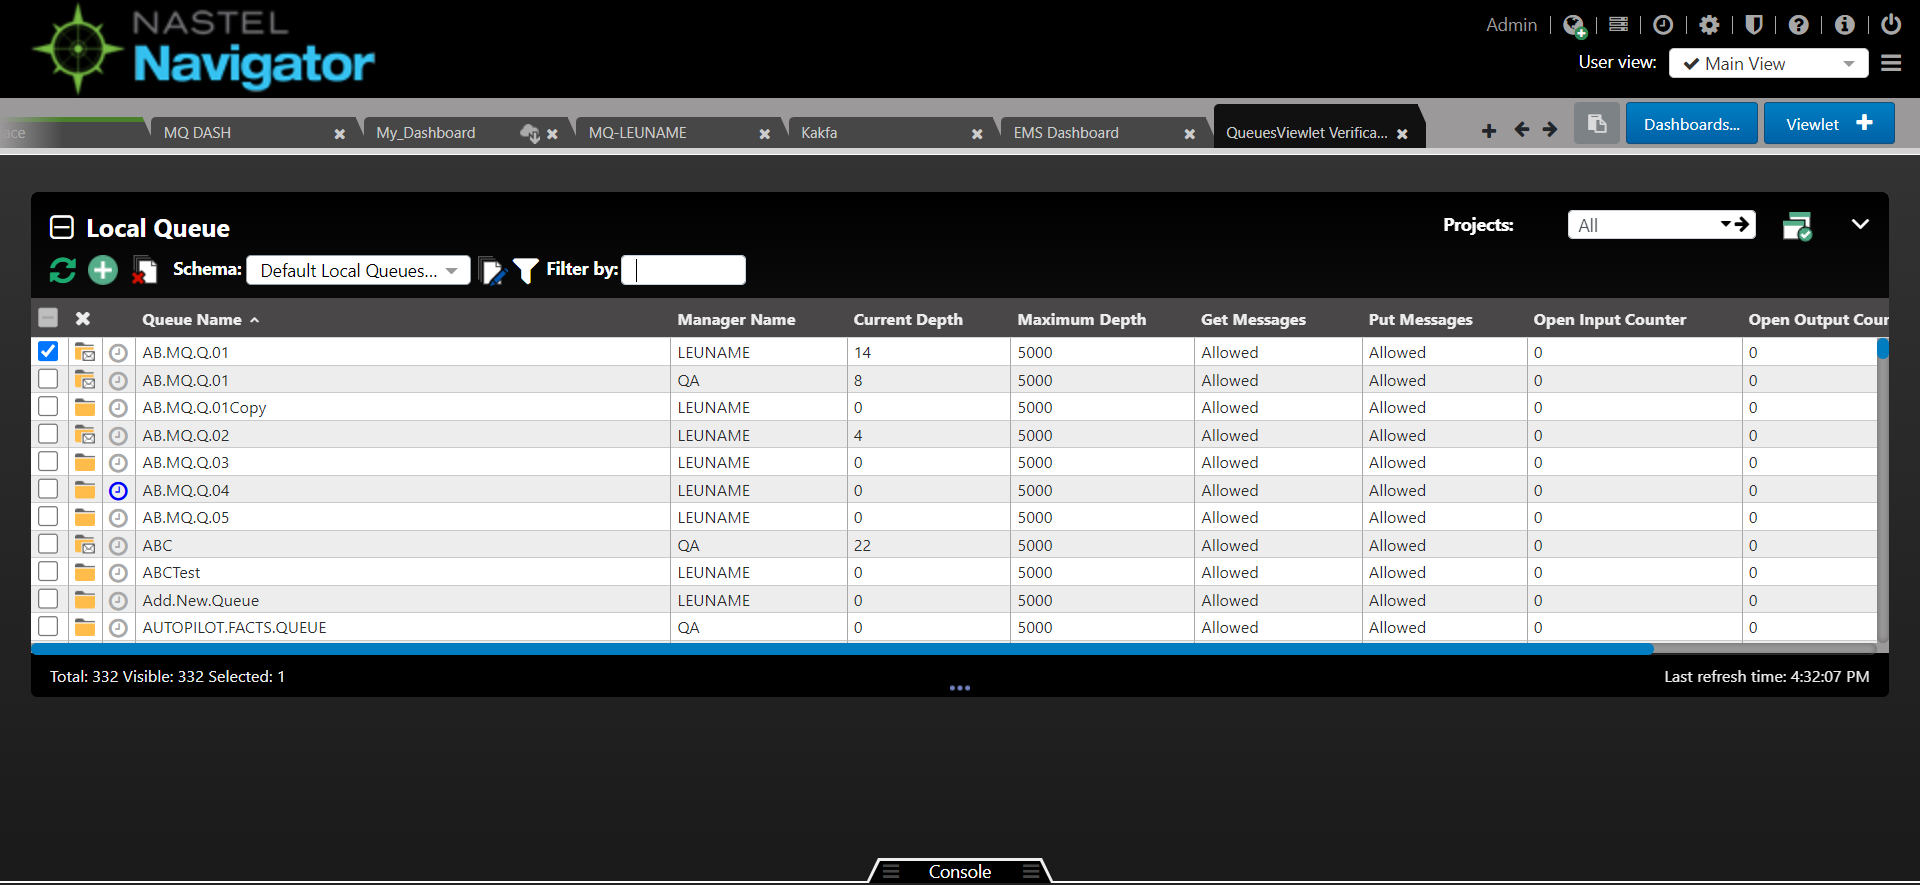 NASTEL
Navigator
Admin
User view:
Main View
ace
MQ DASH
My_Dashboard
MQ-LEUNAME
Kakfa
EMS Dashboard
QueuesViewlet Verifica...
Dashboards...
Viewlet
Local Queue
Projects:
All
Schema:
Default Local Queues...
Filter by:
Queue Name Manager Name Current Depth Maximum Depth Get Messages Put Messages Open Input Counter Open Output Coun
AB.MQ.Q.01 LEUNAME 14 5000 Allowed Allowed 0 0
AB.MQ.Q.01 QA 8 5000 Allowed Allowed 0 0
AB.MQ.Q.01Copy LEUNAME 0 5000 Allowed Allowed 0 0
AB.MQ.Q.02 LEUNAME 4 5000 Allowed Allowed 0 0
AB.MQ.Q.03 LEUNAME 0 5000 Allowed Allowed 0 0
AB.MQ.Q.04 LEUNAME 0 5000 Allowed Allowed 0 0
AB.MQ.Q.05 LEUNAME 0 5000 Allowed Allowed 0 0
ABC QA 22 5000 Allowed Allowed 0 0
ABCTest LEUNAME 0 5000 Allowed Allowed 0 0
Add.New.Queue LEUNAME 0 5000 Allowed Allowed 0 0
AUTOPILOT.FACTS.QUEUE QA 0 5000 Allowed Allowed 0 0
Total: 332 Visible: 332 Selected: 1
Last refresh time: 4:32:07 PM
Console